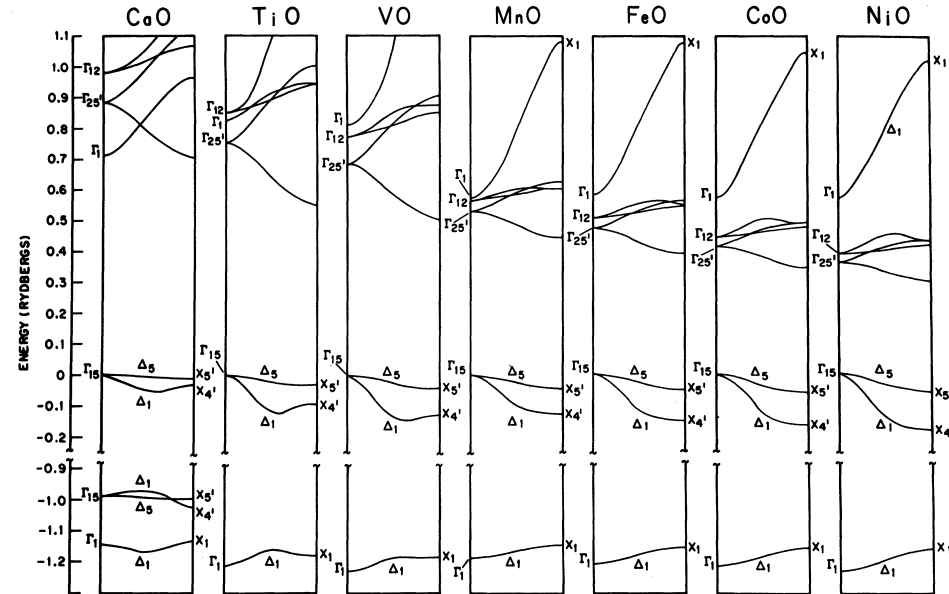 CaO TiO VO MnO FeO CoO NiO
ENERGY (RYDBERGS)
1.1
1.0
0.9
0.8
0.7
0.6
0.5
0.4
0.3
0.2
0.1
0
-0.1
-0.2
-0.9
-1.0
-1.1
-1.2
Γ12
Γ25'
Γ1
Γ15
Δ5
X5'
X4'
Δ1
Γ15
Δ1
X5'
Δ5
X4'
Γ1
X1
Δ1
Γ12
Γ1
Γ25'
Γ15
Δ5
X5'
X4'
Δ1
X1
Γ1
Δ1
Γ1
Γ12
Γ25'
Γ15
Δ5
X5'
X4'
Δ1
X1
Γ1
Δ1
X1
Γ1
Γ12
Γ25'
Γ15
Δ5
X5'
X4'
Δ1
X1
Γ1
Δ1
X1
Γ1
Γ12
Γ25'
Γ15
Δ5
X5'
X4'
Δ1
X1
Γ1
Δ1
X1
Γ1
Γ12
Γ25'
Γ15
Δ5
X5'
X4'
Δ1
X1
Γ1
Δ1
X1
Δ1
Γ1
Γ12
Γ25'
Γ15
Δ5
X5
X4
Δ1
X
Γ1
Δ1